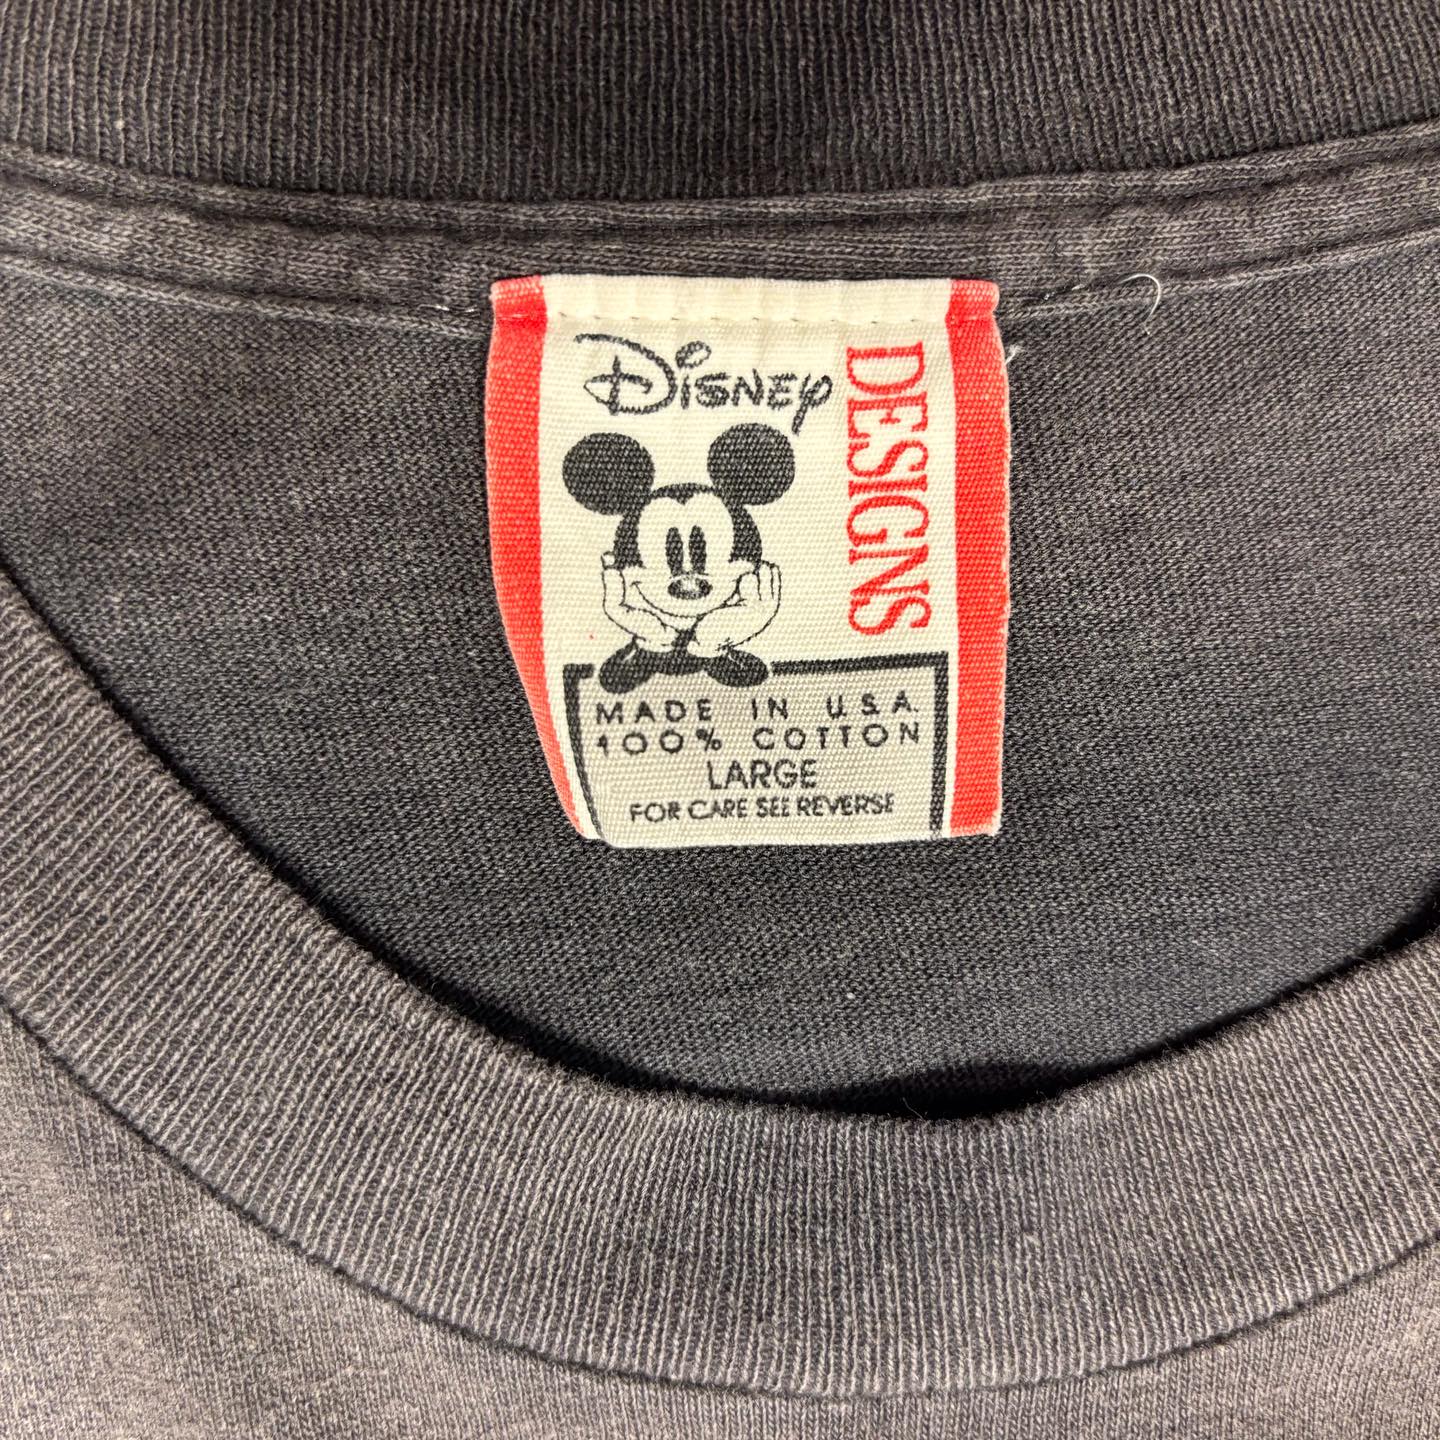 Disney
DESIGNS
MADE IN U.S.A.
100% COTTON
LARGE
FOR CARE SEE REVERSE